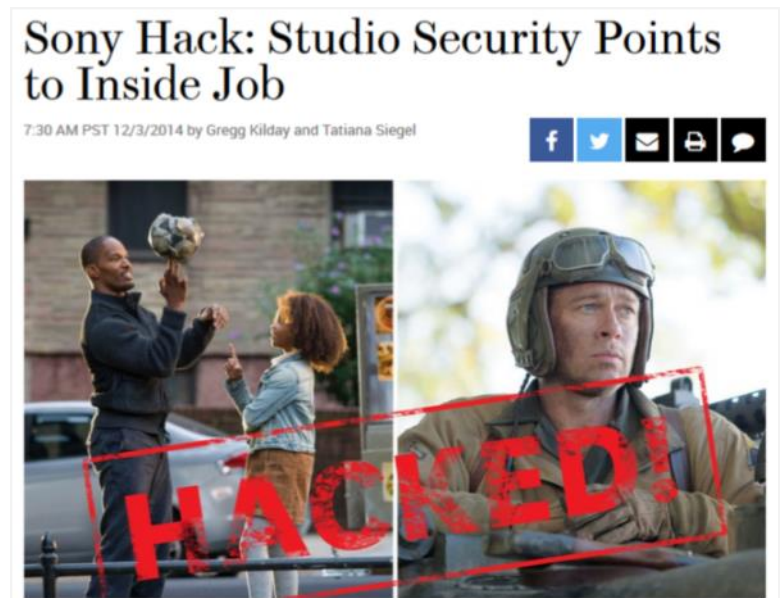 Sony Hack: Studio Security Points
to Inside Job
7:30 AM PST 12/3/2014 by Gregg Kilday and Tatiana Siegel
HACKED!